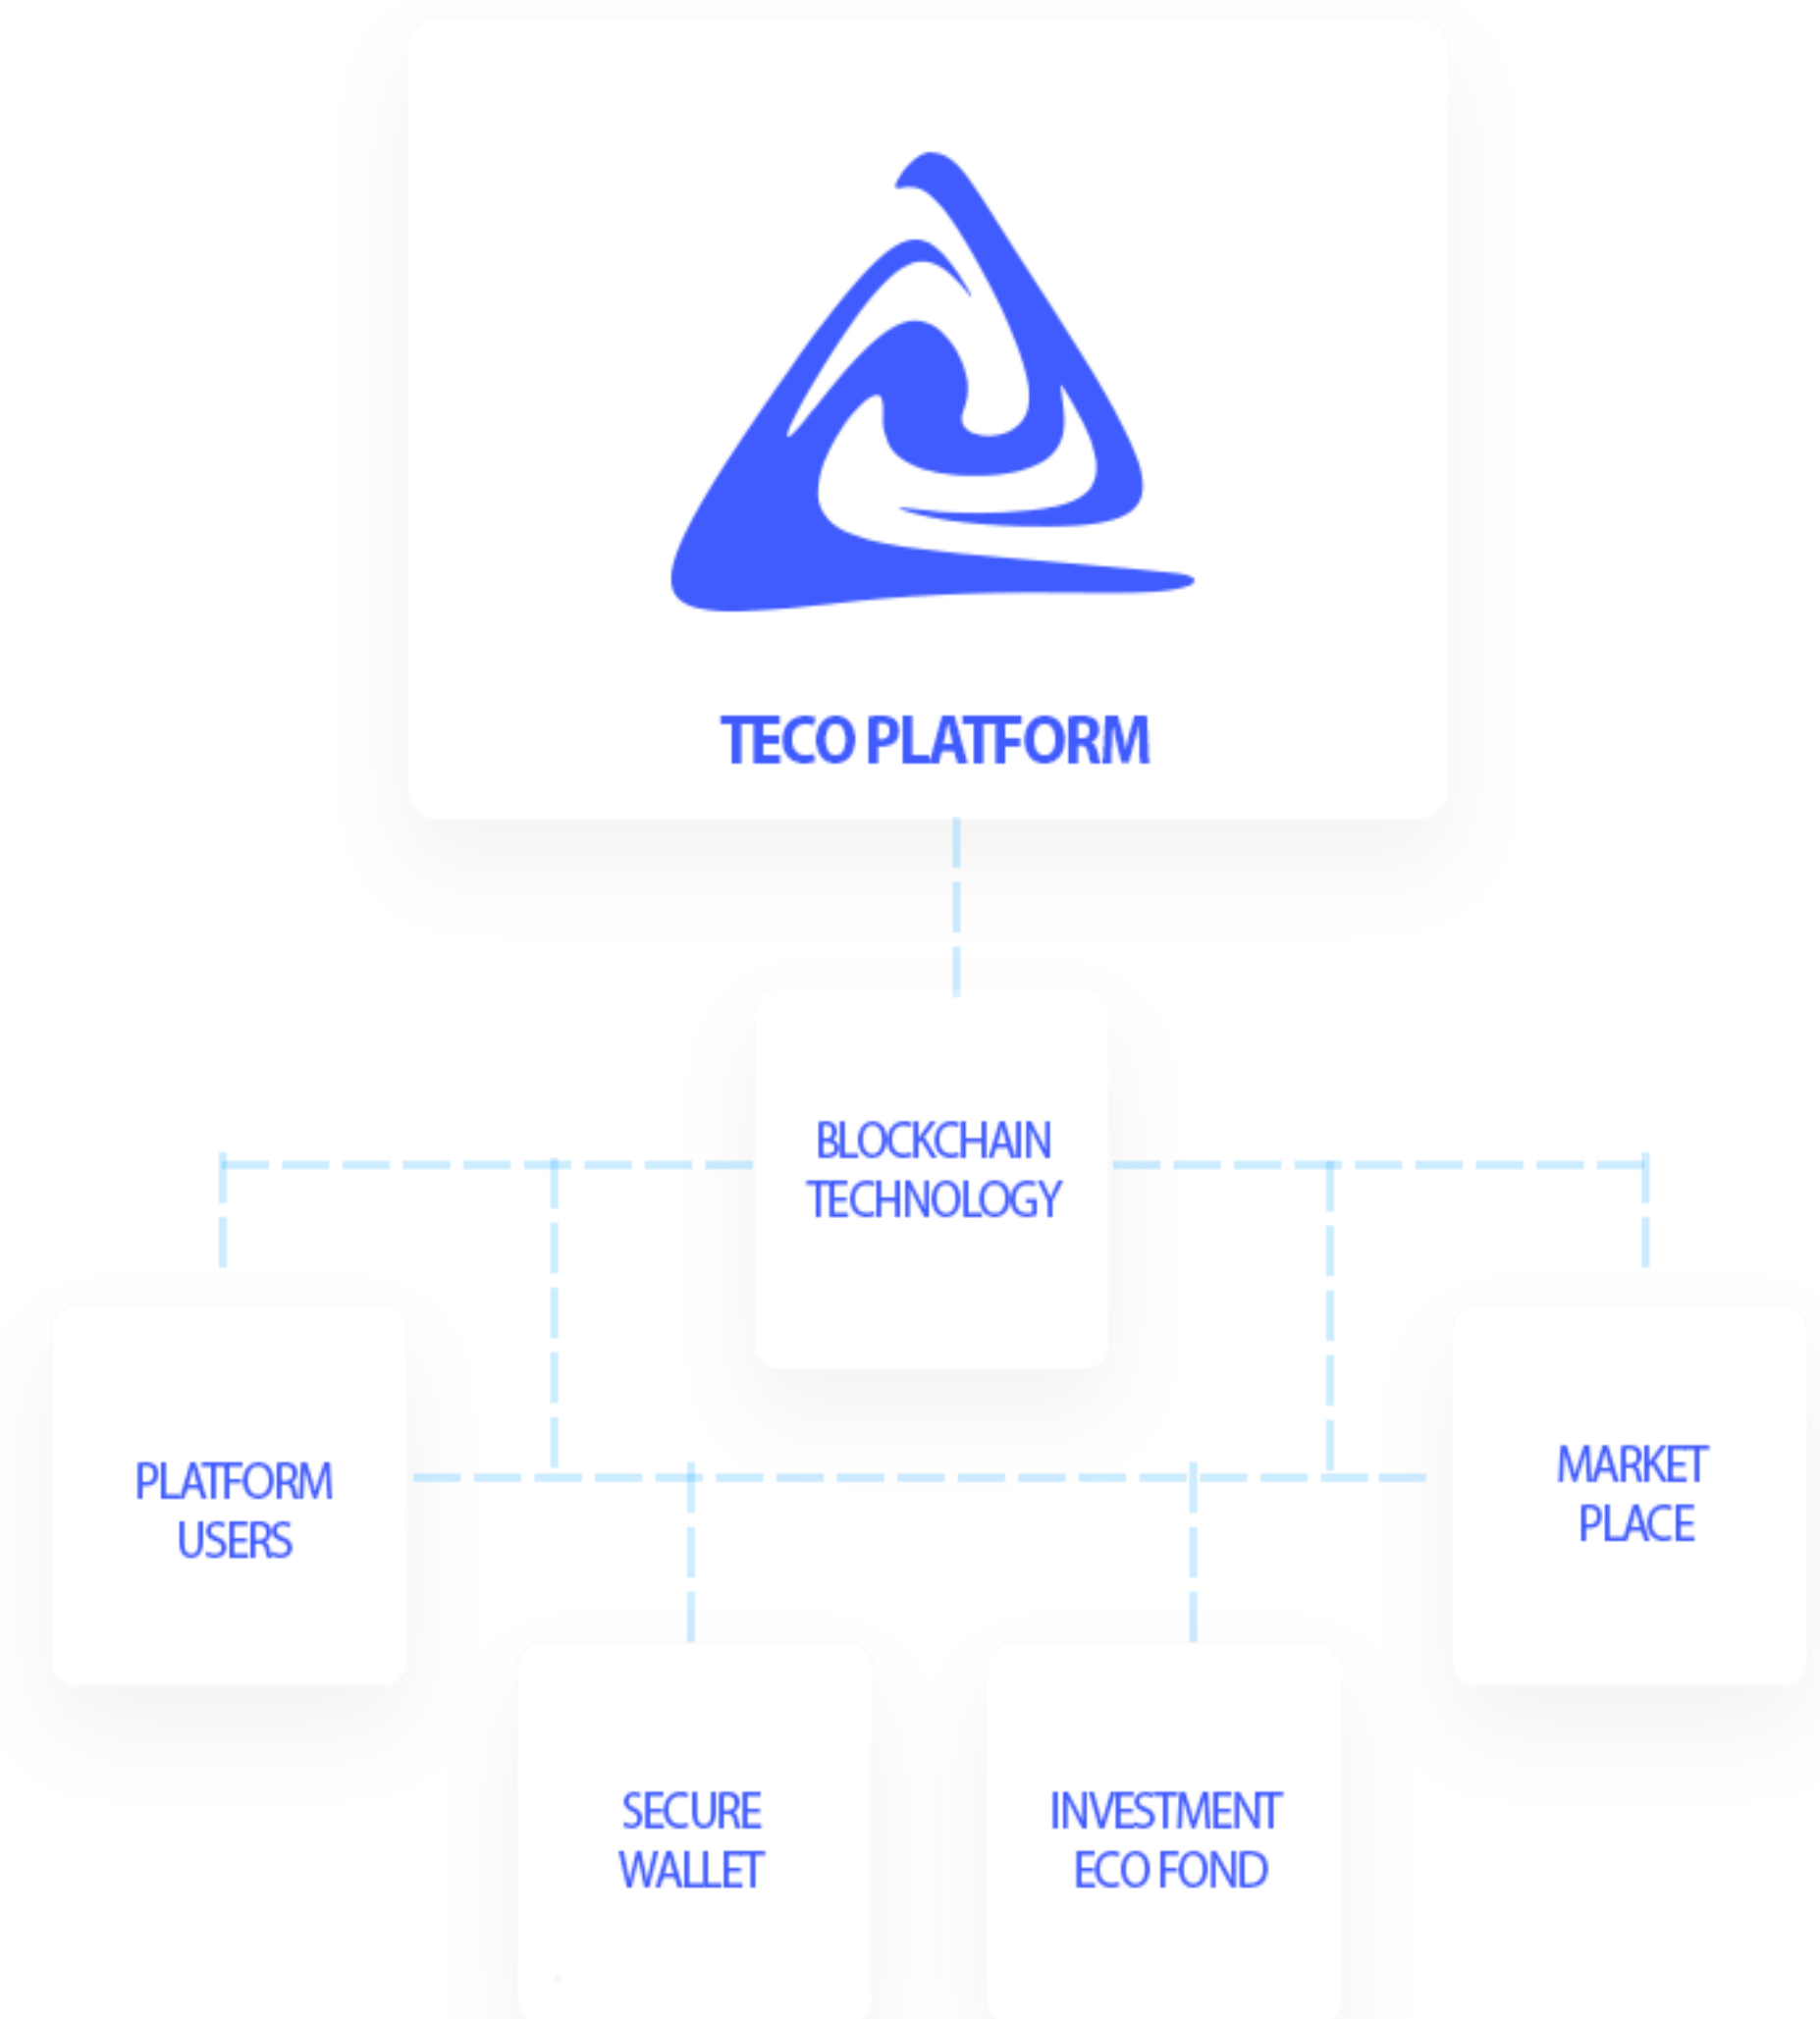 TECO PLATFORM
BLOCKCHAIN
TECHNOLOGY
PLATFORM
USERS
MARKET
PLACE
SECURE
WALLET
INVESTMENT
ECO FOND